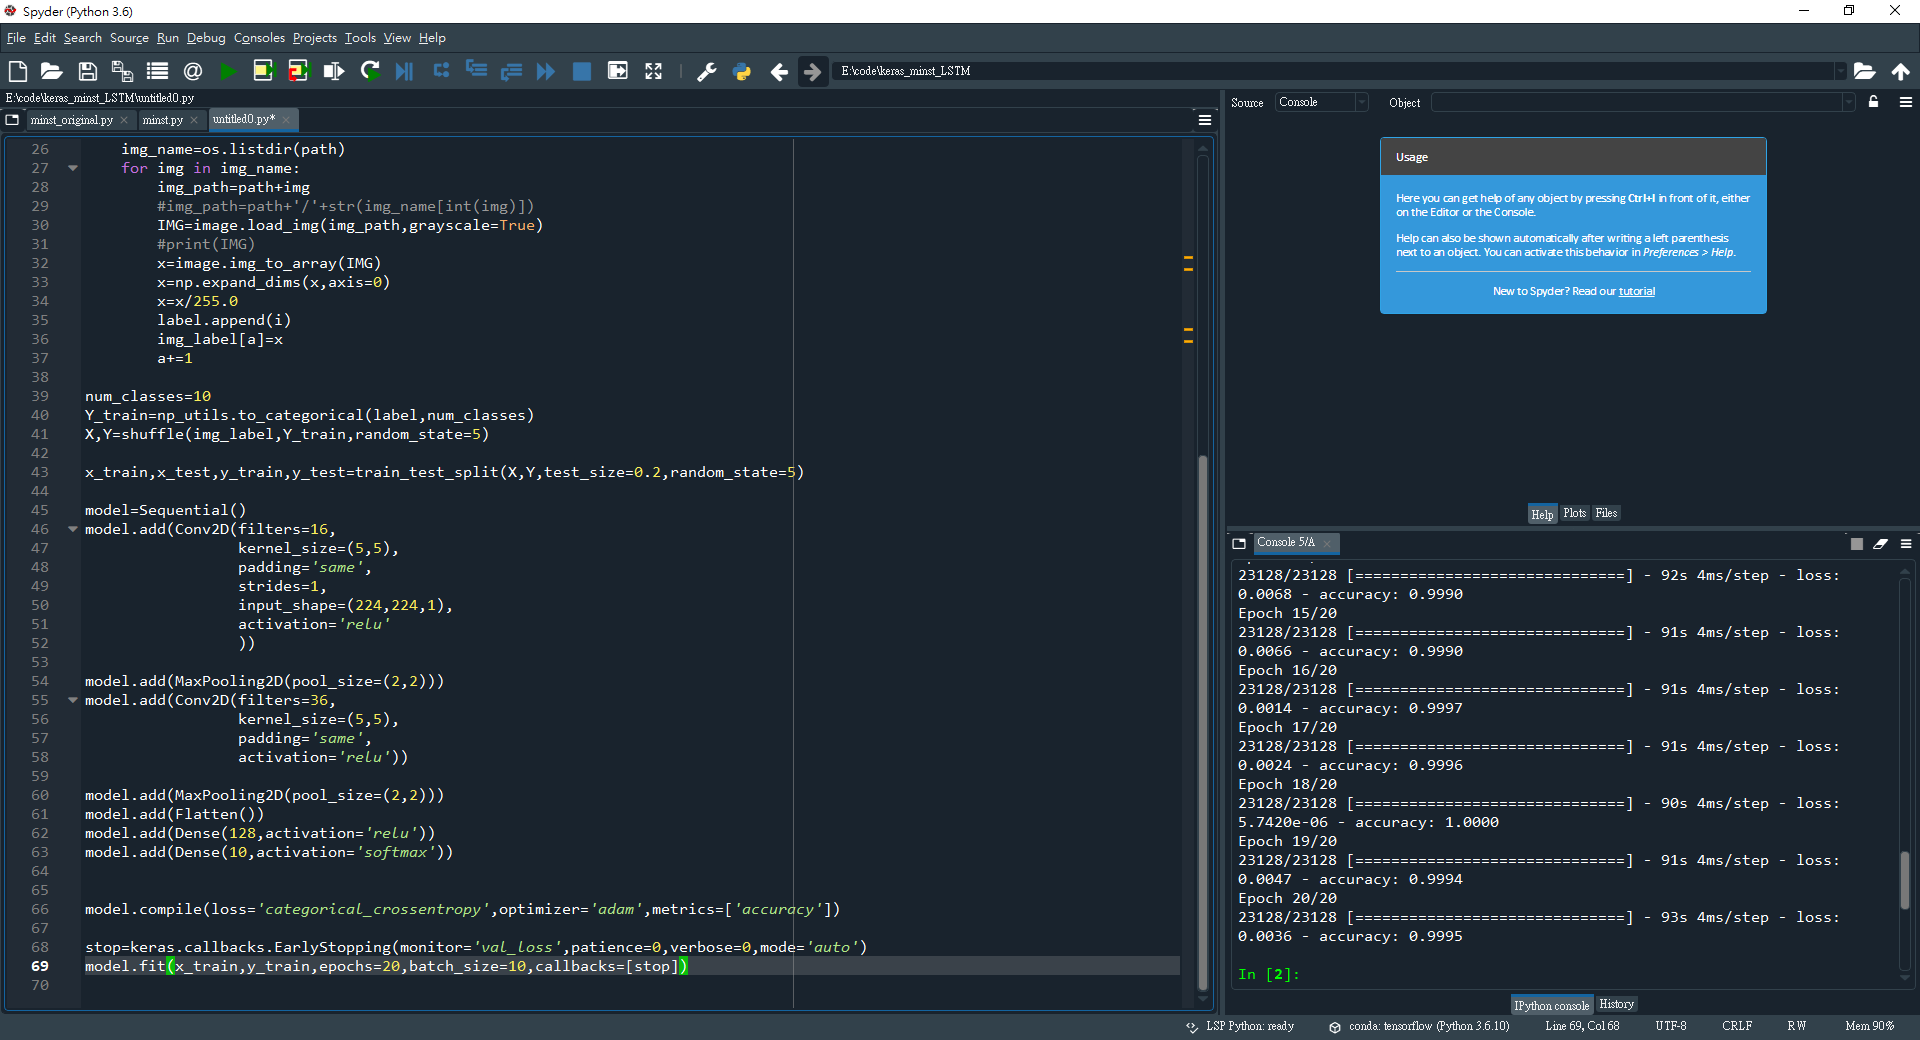 Spyder (Python 3.6)
File Edit Search Source Run Debug Consoles Projects Tools View Help
E:\code\keras_minst_LSTM
E:\code\keras_minst_LSTM\untitled0.py
minst_original.py minst.py untitled0.py*
26 img_name=os.listdir(path)
27 for img in img_name:
28 img_path=path+img
29 #img_path=path+'/'+str(img_name[int(img)])
30 IMG=image.load_img(img_path,grayscale=True)
31 #print(IMG)
32 x=image.img_to_array(IMG)
33 x=np.expand_dims(x,axis=0)
34 x=x/255.0
35 label.append(i)
36 img_label[a]=x
37 a+=1
38
39 num_classes=10
40 Y_train=np_utils.to_categorical(label,num_classes)
41 X,Y=shuffle(img_label,Y_train,random_state=5)
42
43 x_train,x_test,y_train,y_test=train_test_split(X,Y,test_size=0.2,random_state=5)
44
45 model=Sequential()
46 model.add(Conv2D(filters=16,
47 kernel_size=(5,5),
48 padding='same',
49 strides=1,
50 input_shape=(224,224,1),
51 activation='relu'
52 ))
53
54 model.add(MaxPooling2D(pool_size=(2,2)))
55 model.add(Conv2D(filters=36,
56 kernel_size=(5,5),
57 padding='same',
58 activation='relu'))
59
60 model.add(MaxPooling2D(pool_size=(2,2)))
61 model.add(Flatten())
62 model.add(Dense(128,activation='relu'))
63 model.add(Dense(10,activation='softmax'))
64
65
66 model.compile(loss='categorical_crossentropy',optimizer='adam',metrics=['accuracy'])
67
68 stop=keras.callbacks.EarlyStopping(monitor='val_loss',patience=0,verbose=0,mode='auto')
69 model.fit(x_train,y_train,epochs=20,batch_size=10,callbacks=[stop])
70
Source Console Object
Usage
Here you can get help of any object by pressing Ctrl+I in front of it, either
on the Editor or the Console.
Help can also be shown automatically after writing a left parenthesis
next to an object. You can activate this behavior in Preferences > Help.
New to Spyder? Read our tutorial
Help Plots Files
Console 5/A
23128/23128 [==============================] - 92s 4ms/step - loss:
0.0068 - accuracy: 0.9990
Epoch 15/20
23128/23128 [==============================] - 91s 4ms/step - loss:
0.0066 - accuracy: 0.9990
Epoch 16/20
23128/23128 [==============================] - 91s 4ms/step - loss:
0.0014 - accuracy: 0.9997
Epoch 17/20
23128/23128 [==============================] - 91s 4ms/step - loss:
0.0024 - accuracy: 0.9996
Epoch 18/20
23128/23128 [==============================] - 90s 4ms/step - loss:
5.7420e-06 - accuracy: 1.0000
Epoch 19/20
23128/23128 [==============================] - 91s 4ms/step - loss:
0.0047 - accuracy: 0.9994
Epoch 20/20
23128/23128 [==============================] - 93s 4ms/step - loss:
0.0036 - accuracy: 0.9995
In [2]:
IPython console History
LSP Python: ready conda: tensorflow (Python 3.6.10) Line 69, Col 68 UTF-8 CRLF RW Mem 90%